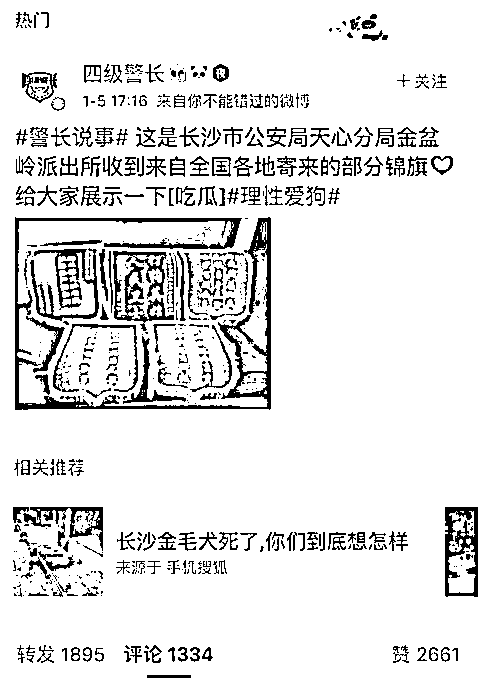 热门
四级警长
+关注
1-5 17:16 来自你不能错过的微博
#警长说事# 这是长沙市公安局天心分局金盆
岭派出所收到来自全国各地寄来的部分锦旗♡
给大家展示一下[吃瓜]#理性爱狗#
相关推荐
长沙金毛犬死了,你们到底想怎样
来源于 手机搜狐
转发 1895 评论 1334 赞 2661